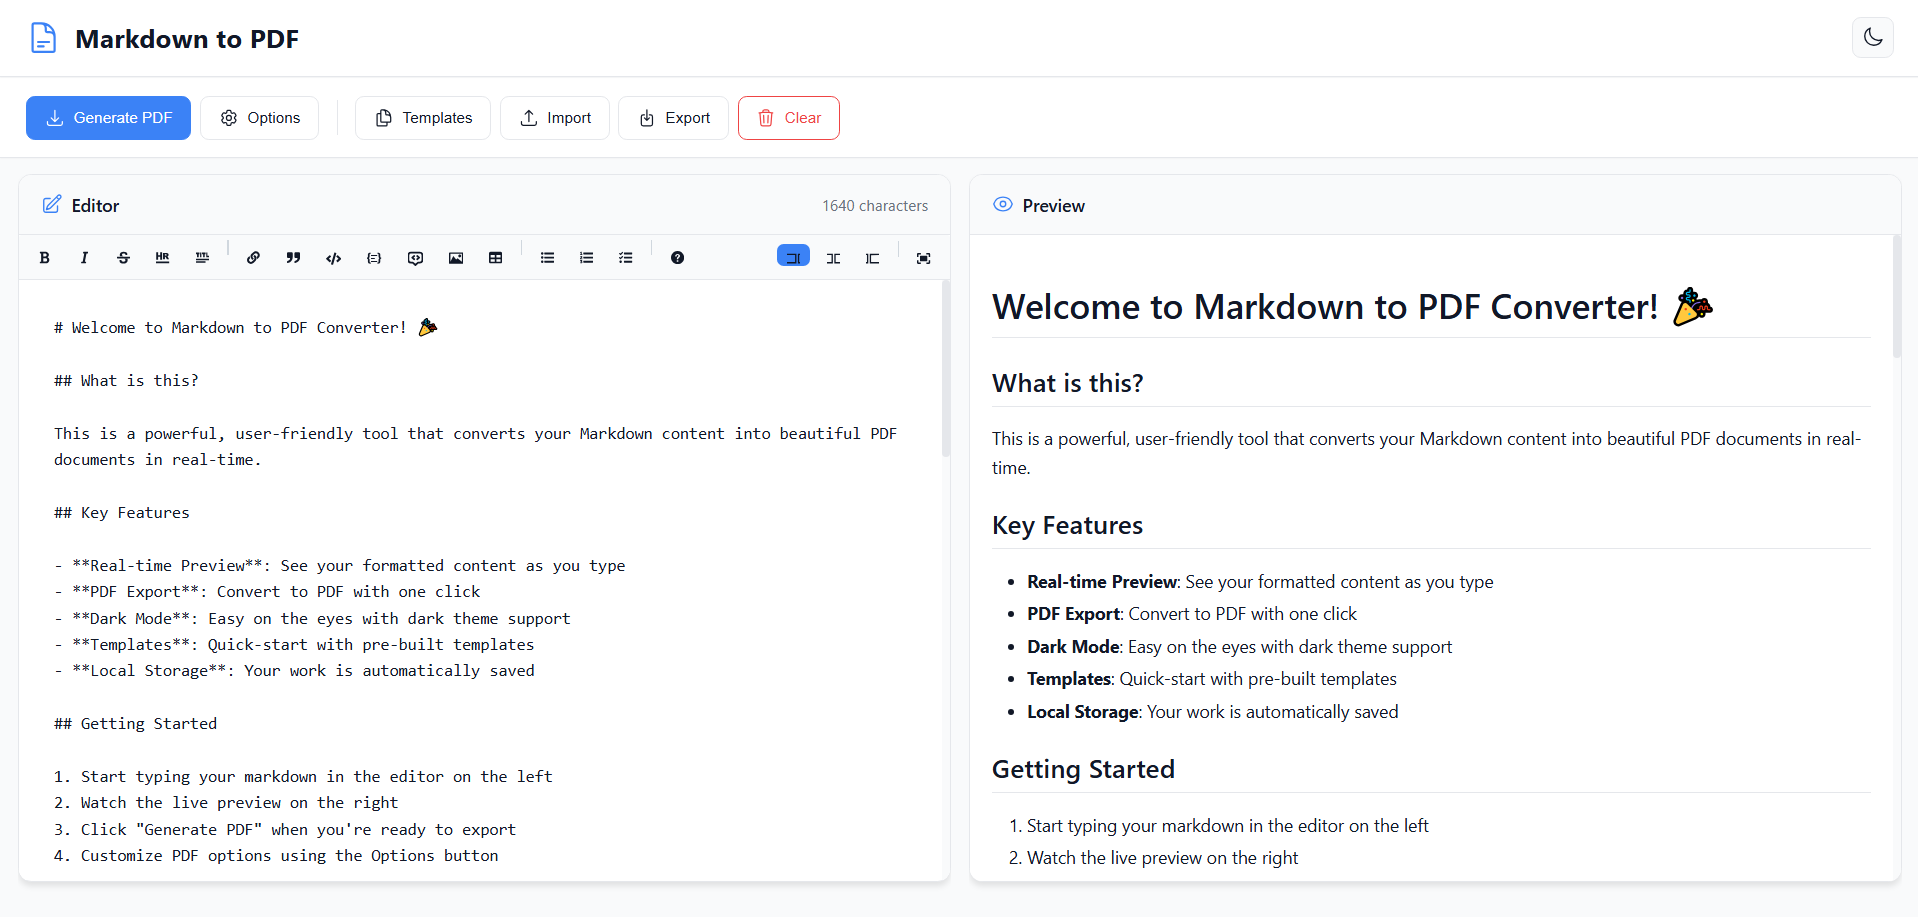 Markdown to PDF
Generate PDF
Options
Templates
Import
Export
Clear
Editor
1640 characters
# Welcome to Markdown to PDF Converter! 🎉
## What is this?
This is a powerful, user-friendly tool that converts your Markdown content into beautiful PDF
documents in real-time.
## Key Features
- **Real-time Preview**: See your formatted content as you type
- **PDF Export**: Convert to PDF with one click
- **Dark Mode**: Easy on the eyes with dark theme support
- **Templates**: Quick-start with pre-built templates
- **Local Storage**: Your work is automatically saved
## Getting Started
1. Start typing your markdown in the editor on the left
2. Watch the live preview on the right
3. Click "Generate PDF" when you're ready to export
4. Customize PDF options using the Options button
Preview
Welcome to Markdown to PDF Converter! 🎉
What is this?
This is a powerful, user-friendly tool that converts your Markdown content into beautiful PDF documents in real-
time.
Key Features
• Real-time Preview: See your formatted content as you type
• PDF Export: Convert to PDF with one click
• Dark Mode: Easy on the eyes with dark theme support
• Templates: Quick-start with pre-built templates
• Local Storage: Your work is automatically saved
Getting Started
1. Start typing your markdown in the editor on the left
2. Watch the live preview on the right